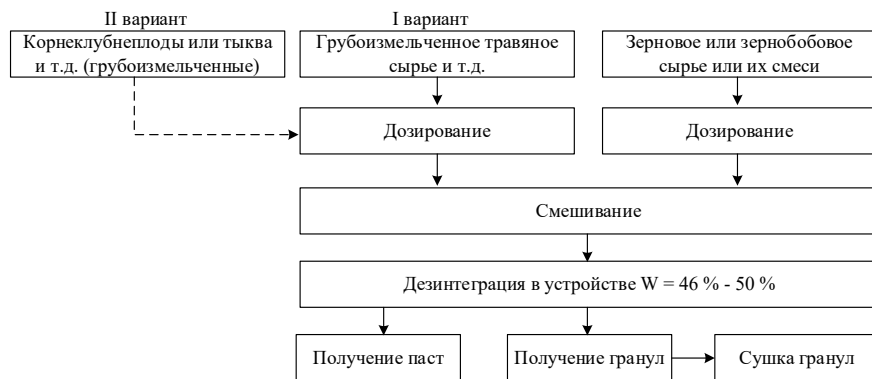 II вариант
I вариант
Корнеклубнеплоды или тыква
и т.д. (грубоизмельченные)
Грубоизмельченное травяное
сырье и т.д.
Зерновое или зернобобовое
сырье или их смеси
Дозирование
Дозирование
Смешивание
Дезинтеграция в устройстве W = 46 % - 50 %
Получение паст
Получение гранул
Сушка гранул